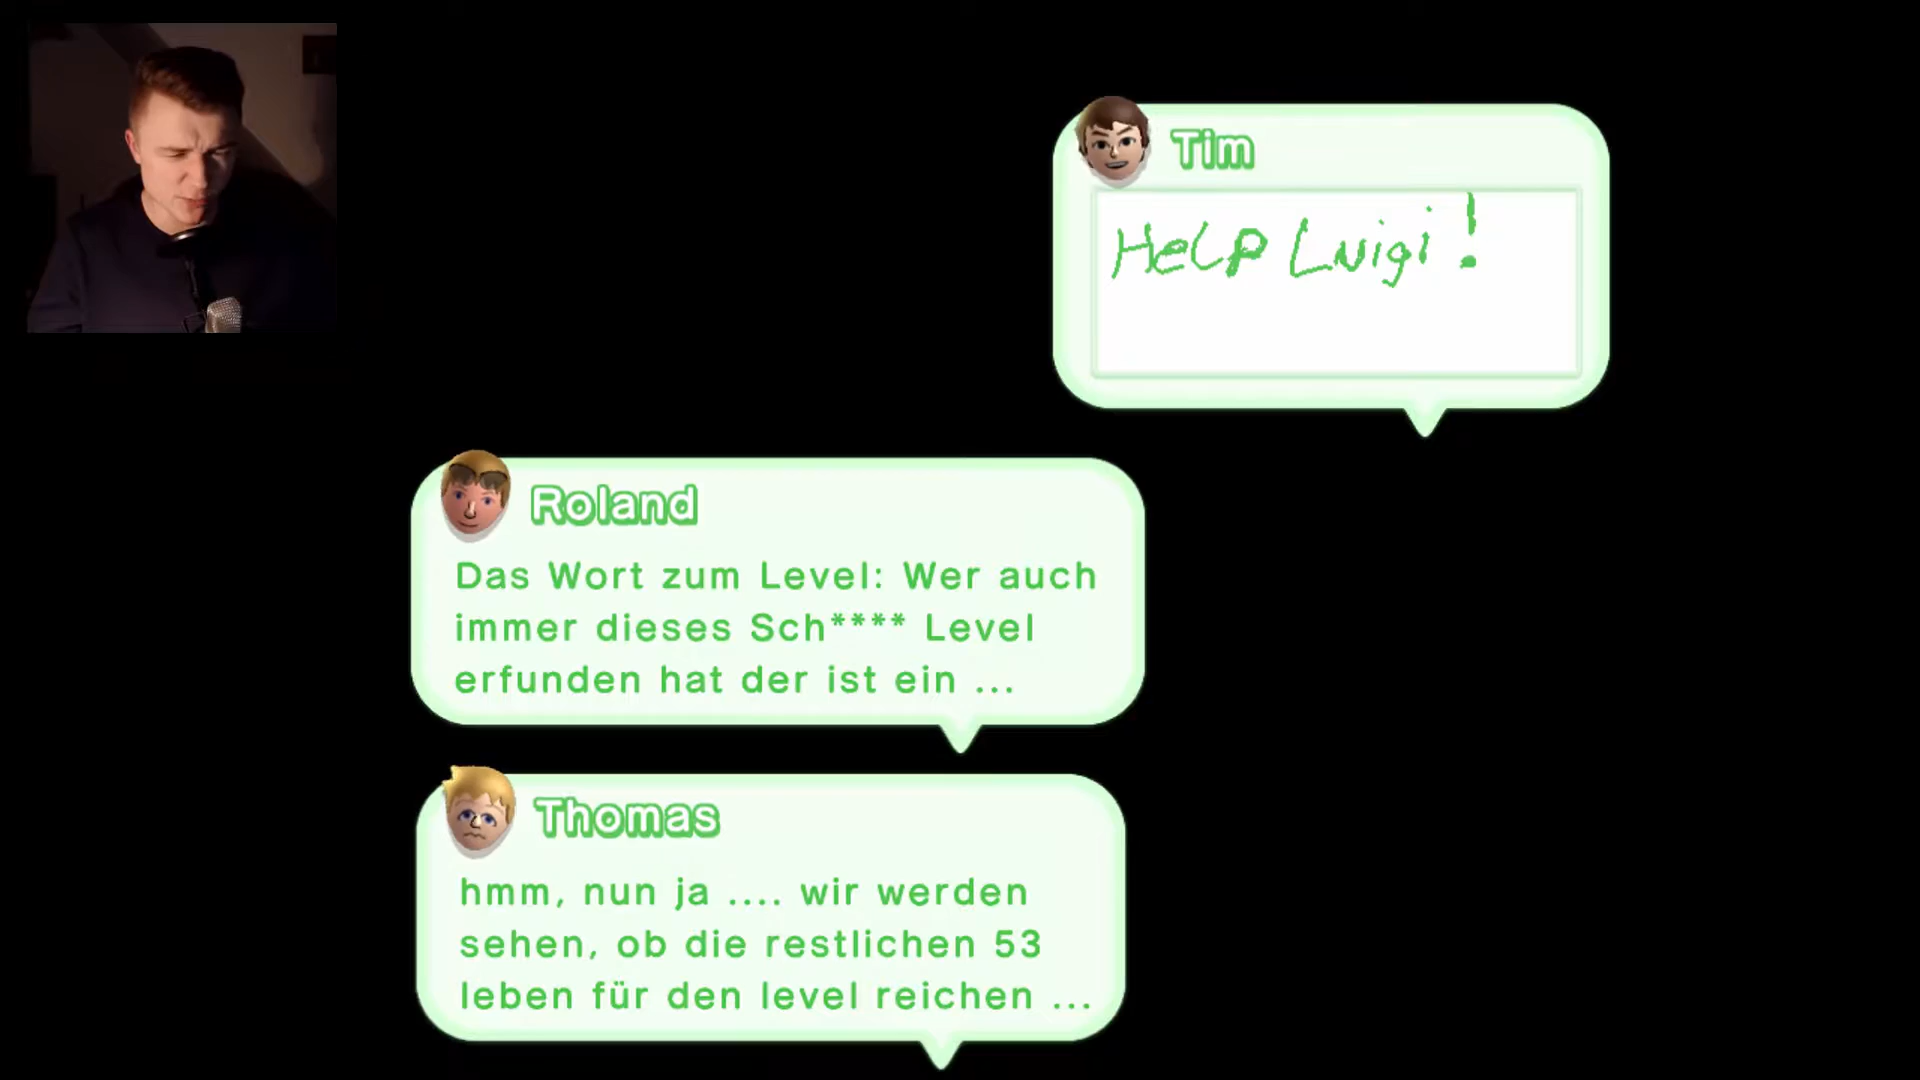 Tim
HeLP Luigi!
Roland
Das Wort zum Level: Wer auch
immer dieses Sch**** Level
erfunden hat der ist ein ...
Thomas
hmm, nun ja .... wir werden
sehen, ob die restlichen 53
leben für den level reichen ...